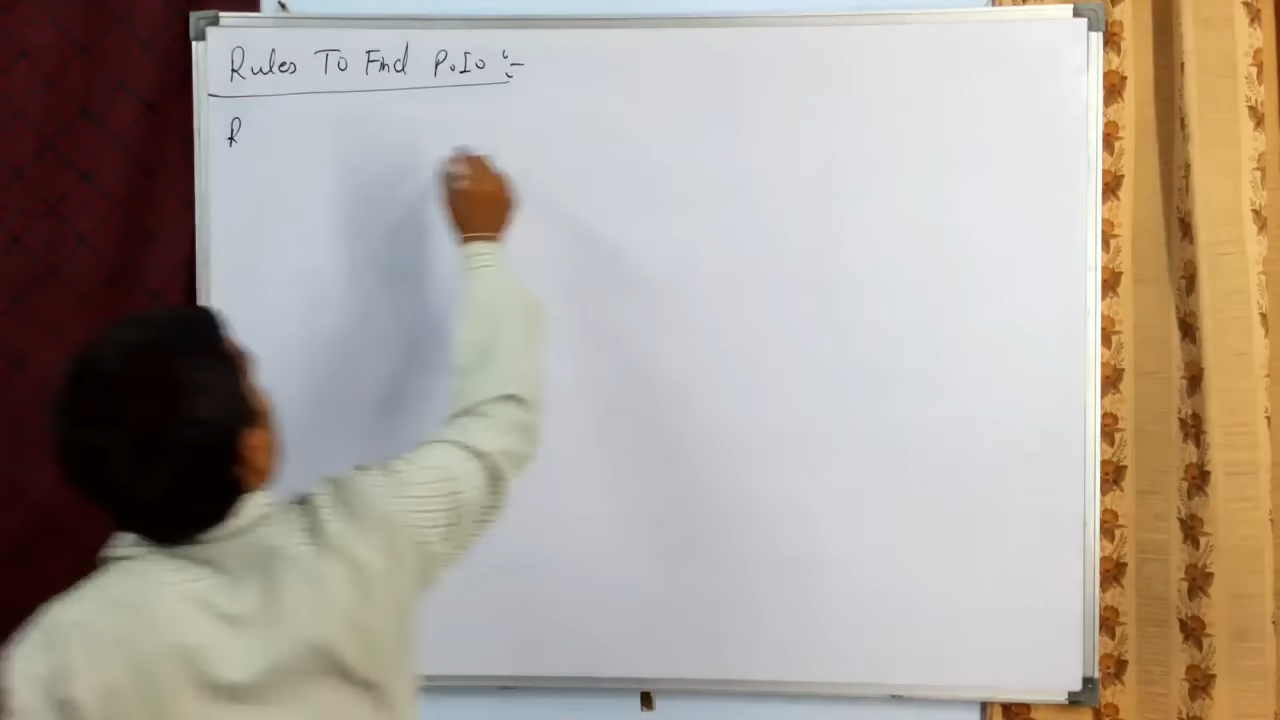 Rules To Find P.I. :-
R